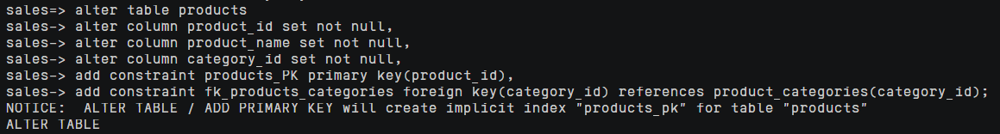 sales=> alter table products
sales-> alter column product_id set not null,
sales-> alter column product_name set not null,
sales-> alter column category_id set not null,
sales-> add constraint products_PK primary key(product_id),
sales-> add constraint fk_products_categories foreign key(category_id) references product_categories(category_id);
NOTICE:  ALTER TABLE / ADD PRIMARY KEY will create implicit index "products_pk" for table "products"
ALTER TABLE